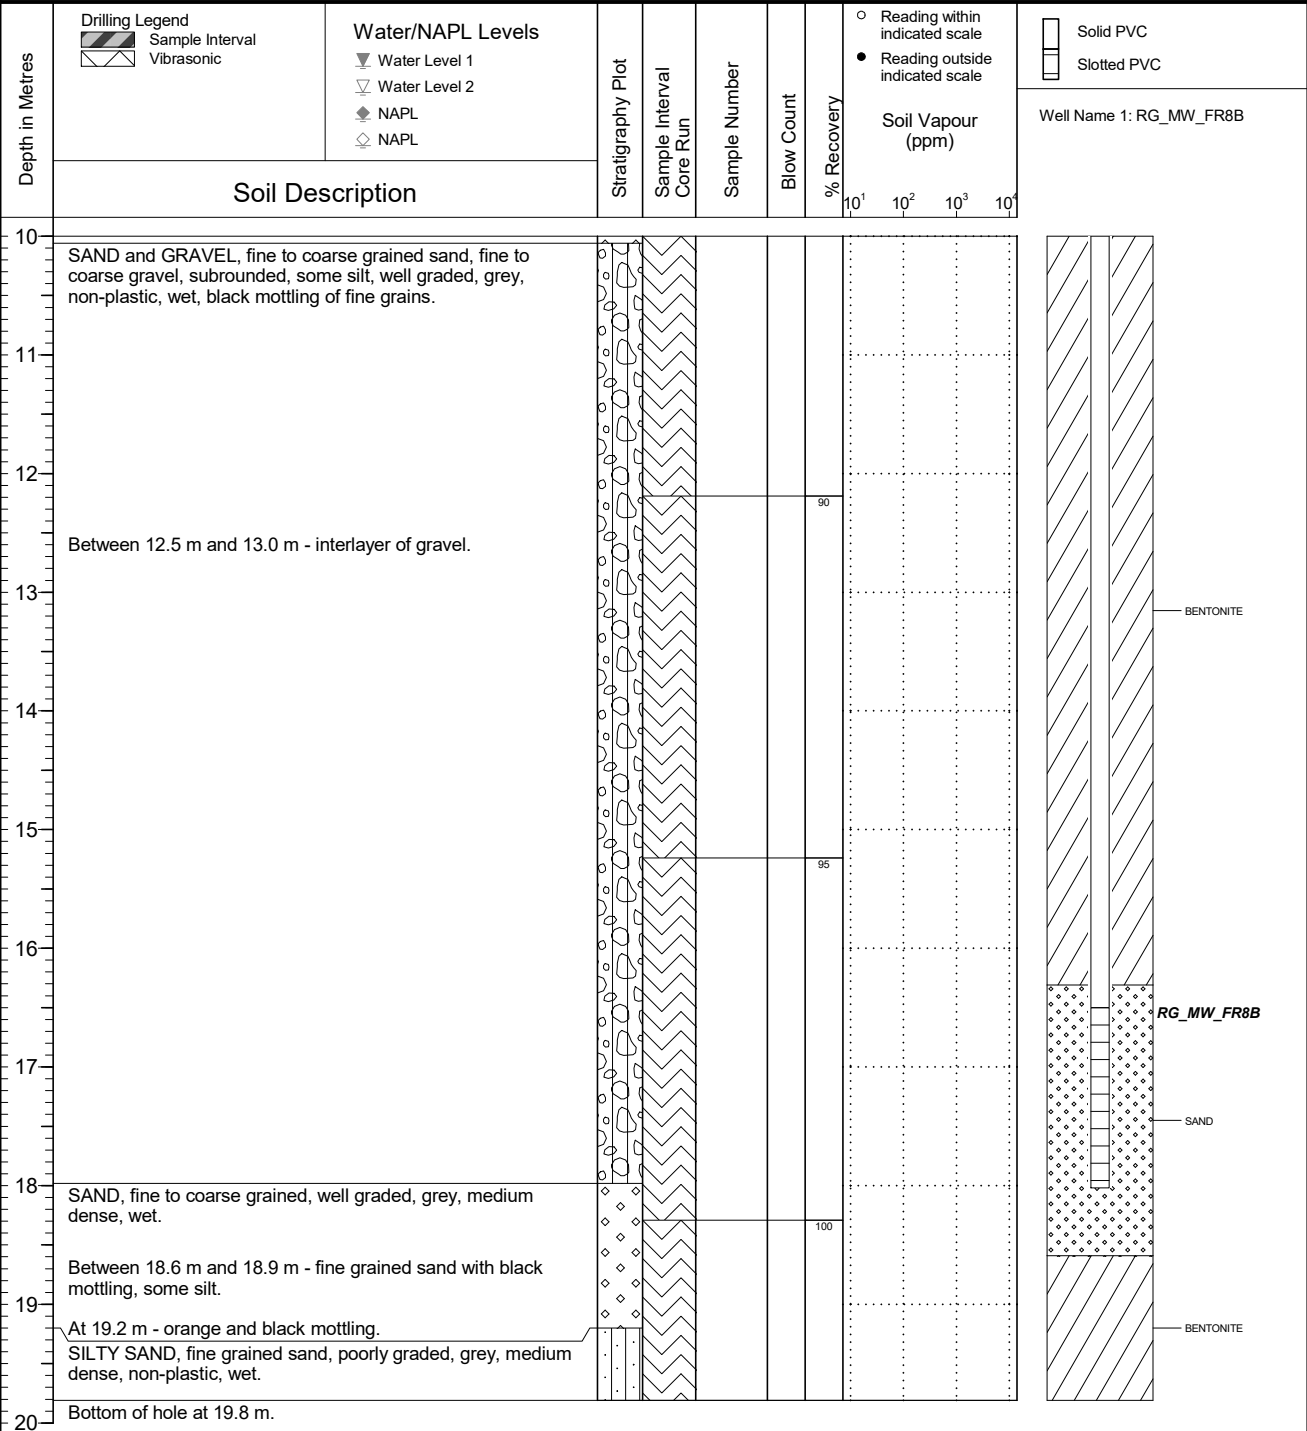 Depth in Metres
Drilling Legend
Sample Interval
Vibrasonic
Water/NAPL Levels
Water Level 1
Water Level 2
NAPL
NAPL
Soil Description
Stratigraphy Plot
Sample Interval
Core Run
Sample Number
Blow Count
% Recovery
Reading within
indicated scale
Reading outside
indicated scale
Soil Vapour
(ppm)
10¹ 10² 10³ 10⁴
Solid PVC
Slotted PVC
Well Name 1: RG_MW_FR8B
10
SAND and GRAVEL, fine to coarse grained sand, fine to
coarse gravel, subrounded, some silt, well graded, grey,
non-plastic, wet, black mottling of fine grains.
11
12
90
Between 12.5 m and 13.0 m - interlayer of gravel.
13
BENTONITE
14
15
95
16
RG_MW_FR8B
17
SAND
18
SAND, fine to coarse grained, well graded, grey, medium
dense, wet.
100
Between 18.6 m and 18.9 m - fine grained sand with black
mottling, some silt.
19
At 19.2 m - orange and black mottling.
BENTONITE
SILTY SAND, fine grained sand, poorly graded, grey, medium
dense, non-plastic, wet.
Bottom of hole at 19.8 m.
20